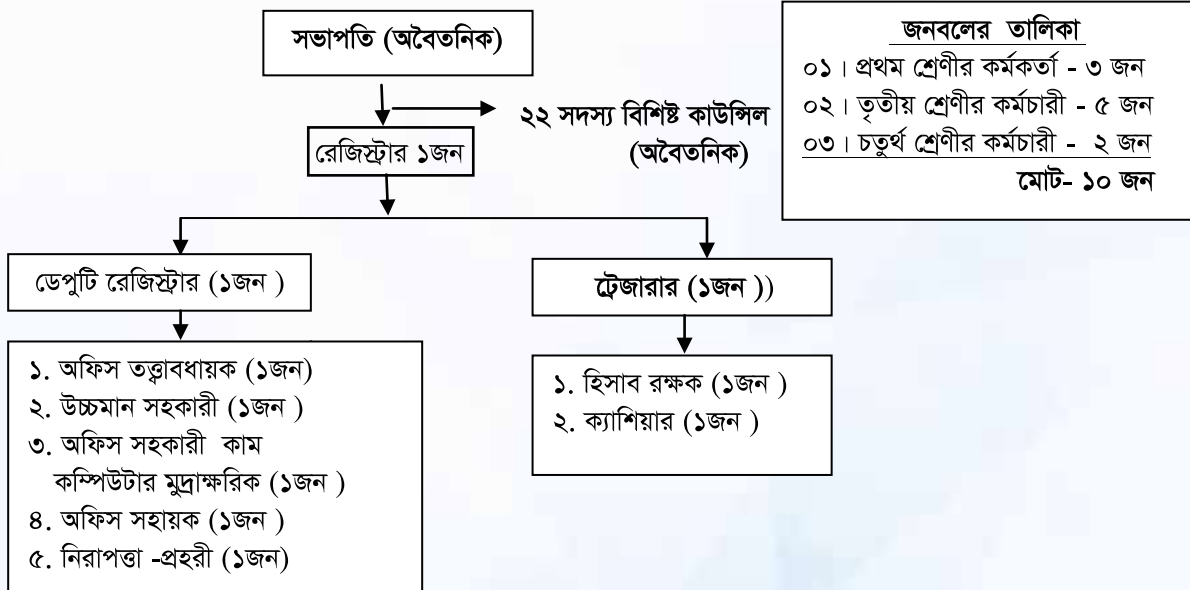 সভাপতি (অবৈতনিক)
২২ সদস্য বিশিষ্ট কাউন্সিল
(অবৈতনিক)
রেজিস্ট্রার ১জন
জনবলের তালিকা
০১। প্রথম শ্রেণীর কর্মকর্তা - ৩ জন
০২। তৃতীয় শ্রেণীর কর্মচারী - ৫ জন
০৩। চতুর্থ শ্রেণীর কর্মচারী - ২ জন
মোট- ১০ জন
ডেপুটি রেজিস্ট্রার (১জন )
১. অফিস তত্ত্বাবধায়ক (১জন)
২. উচ্চমান সহকারী (১জন )
৩. অফিস সহকারী কাম
কম্পিউটার মুদ্রাক্ষরিক (১জন )
৪. অফিস সহায়ক (১জন )
৫. নিরাপত্তা -প্রহরী (১জন)
ট্রেজারার (১জন ))
১. হিসাব রক্ষক (১জন )
২. ক্যাশিয়ার (১জন )